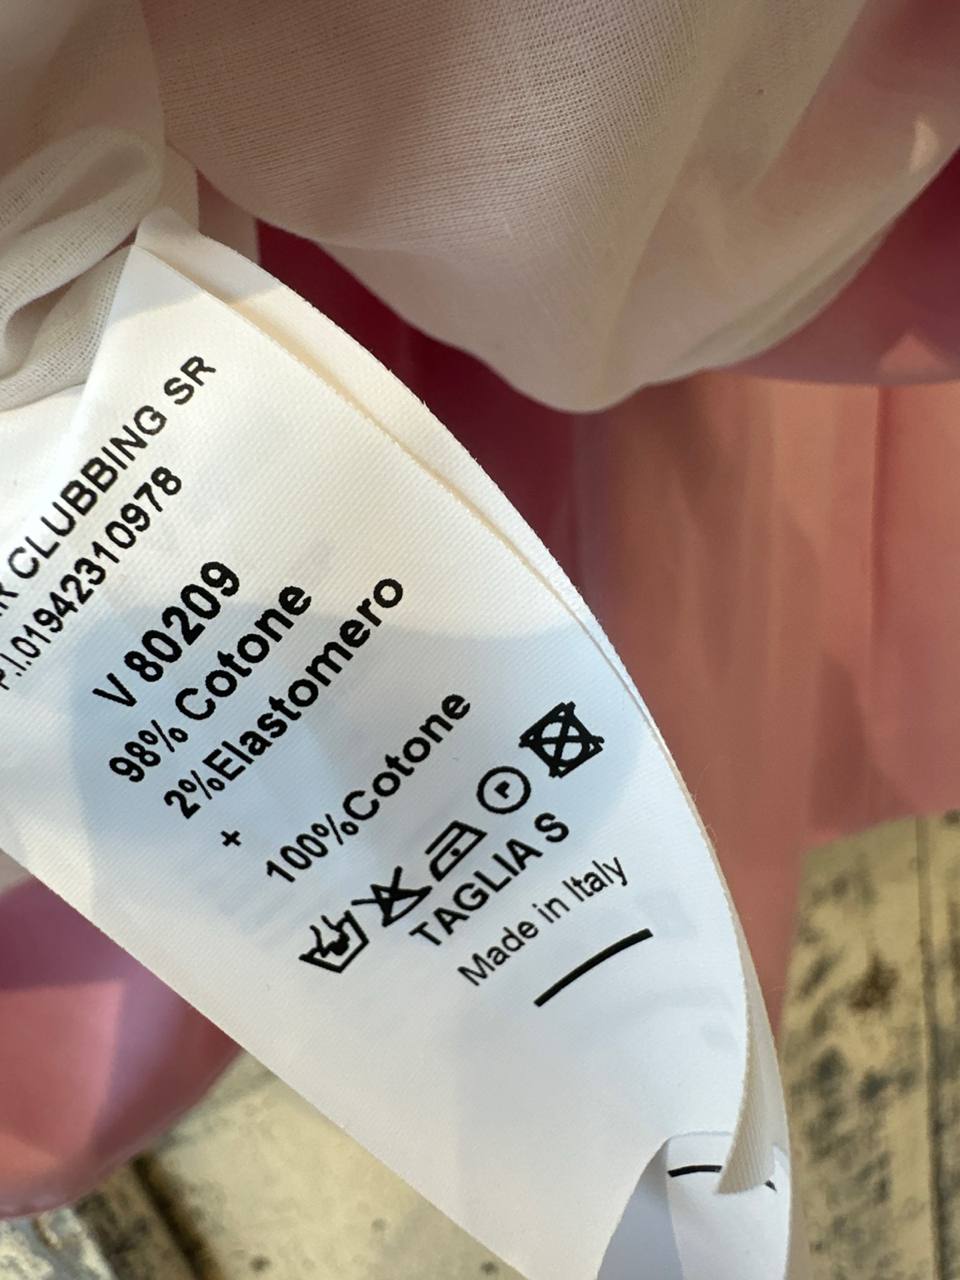 CLUBBING SR
P.I.01942310978
V 80209
98% Cotone
2%Elastomero
+
100%Cotone
P
TAGLIA S
Made in Italy